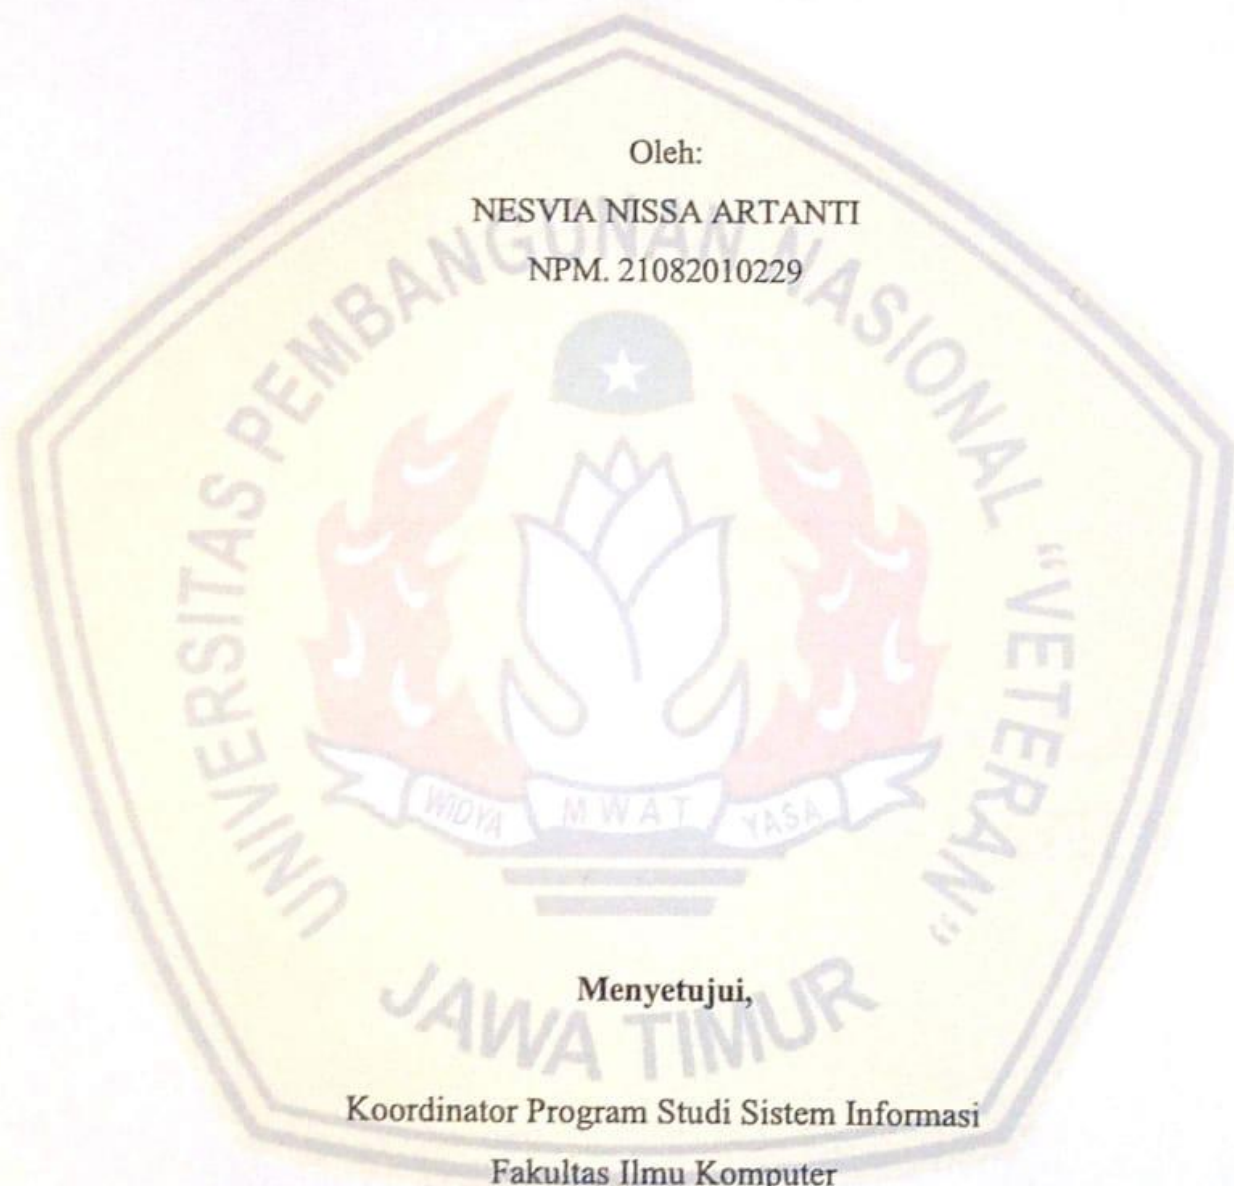 Oleh:
NESVIA NISSA ARTANTI
NPM. 21082010229
UNIVERSITAS PEMBANGUNAN NASIONAL "VETERAN"
WIDYA MWAT YASA
JAWA TIMUR
Menyetujui,
Koordinator Program Studi Sistem Informasi
Fakultas Ilmu Komputer